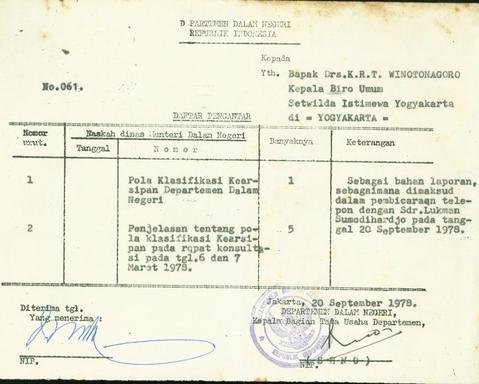 D PARTEMEN DALAM NEGERI
REPUBLIK INDONESIA
Kepada
Yth. Bapak Drs.K.R.T. WINOTONAGORO
Kepala Biro Umum
Setwilda Istimewa Yogyakarta
di = YOGYAKARTA =
No.061.
DAFTAR PENGANTAR
Nomor urut.
Naskah dinas Menteri Dalam Negeri
Tanggal
N o m o r
Banyaknya
Keterangan
1
Pola Klasifikasi Kear-
sipan Departemen Dalam
Negeri
1
Sebagai bahan laporan,
sebagaimana dimaksud
dalam pembicaraan tele-
pon dengan Sdr.Lukman
Sumodihardjo pada tang-
gal 20 September 1978.
2
Penjelasan tentang po-
la klasifikasi Kearsi-
pan pada rapat konsulta-
si pada tgl.6 dan 7
Maret 1978.
5
Jakarta, 20 September 1978.
DEPARTEMEN DALAM NEGERI,
Kepala Bagian Tata Usaha Departemen,
Diterima tgl.
Yang menerima :
NIP.
( S E N O )
NIP.